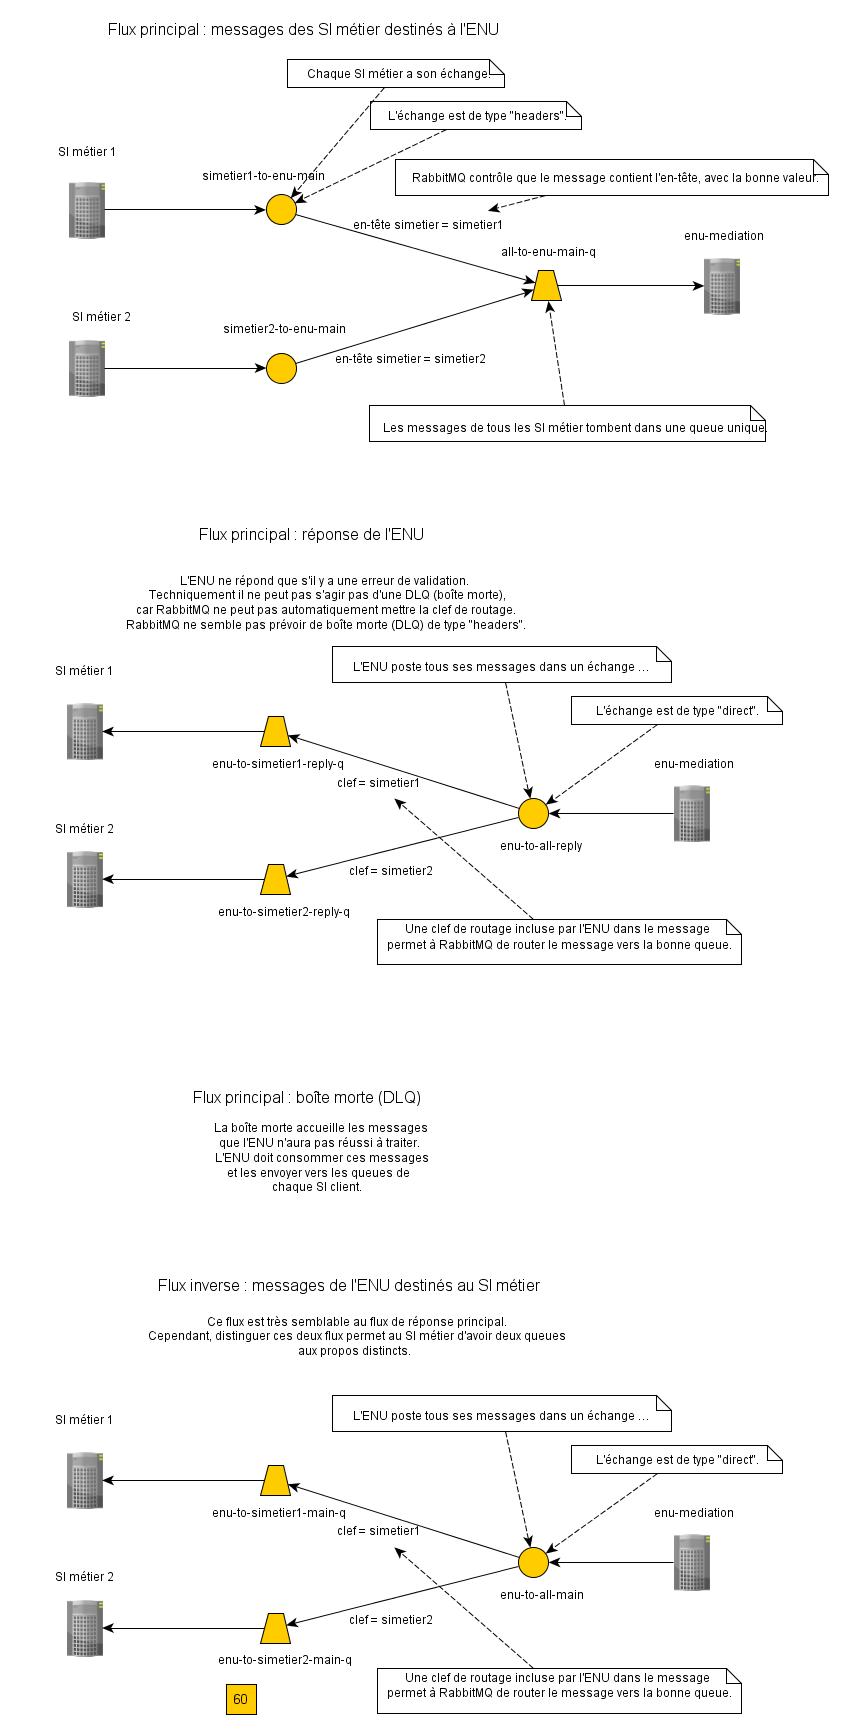 Flux principal : messages des SI métier destinés à l'ENU
Chaque SI métier a son échange.
L'échange est de type "headers".
SI métier 1
simetier1-to-enu-main
RabbitMQ contrôle que le message contient l'en-tête, avec la bonne valeur.
en-tête simetier = simetier1
enu-mediation
all-to-enu-main-q
SI métier 2
simetier2-to-enu-main
en-tête simetier = simetier2
Les messages de tous les SI métier tombent dans une queue unique.
Flux principal : réponse de l'ENU
L'ENU ne répond que s'il y a une erreur de validation.
Techniquement il ne peut pas s'agir pas d'une DLQ (boîte morte),
car RabbitMQ ne peut pas automatiquement mettre la clef de routage.
RabbitMQ ne semble pas prévoir de boîte morte (DLQ) de type "headers".
SI métier 1
L'ENU poste tous ses messages dans un échange ...
L'échange est de type "direct".
enu-to-simetier1-reply-q
enu-mediation
clef = simetier1
SI métier 2
enu-to-all-reply
clef = simetier2
enu-to-simetier2-reply-q
Une clef de routage incluse par l'ENU dans le message
permet à RabbitMQ de router le message vers la bonne queue.
Flux principal : boîte morte (DLQ)
La boîte morte accueille les messages
que l'ENU n'aura pas réussi à traiter.
L'ENU doit consommer ces messages
et les envoyer vers les queues de
chaque SI client.
Flux inverse : messages de l'ENU destinés au SI métier
Ce flux est très semblable au flux de réponse principal.
Cependant, distinguer ces deux flux permet au SI métier d'avoir deux queues
aux propos distincts.
SI métier 1
L'ENU poste tous ses messages dans un échange ...
L'échange est de type "direct".
enu-to-simetier1-main-q
enu-mediation
clef = simetier1
SI métier 2
enu-to-all-main
clef = simetier2
enu-to-simetier2-main-q
Une clef de routage incluse par l'ENU dans le message
permet à RabbitMQ de router le message vers la bonne queue.
60